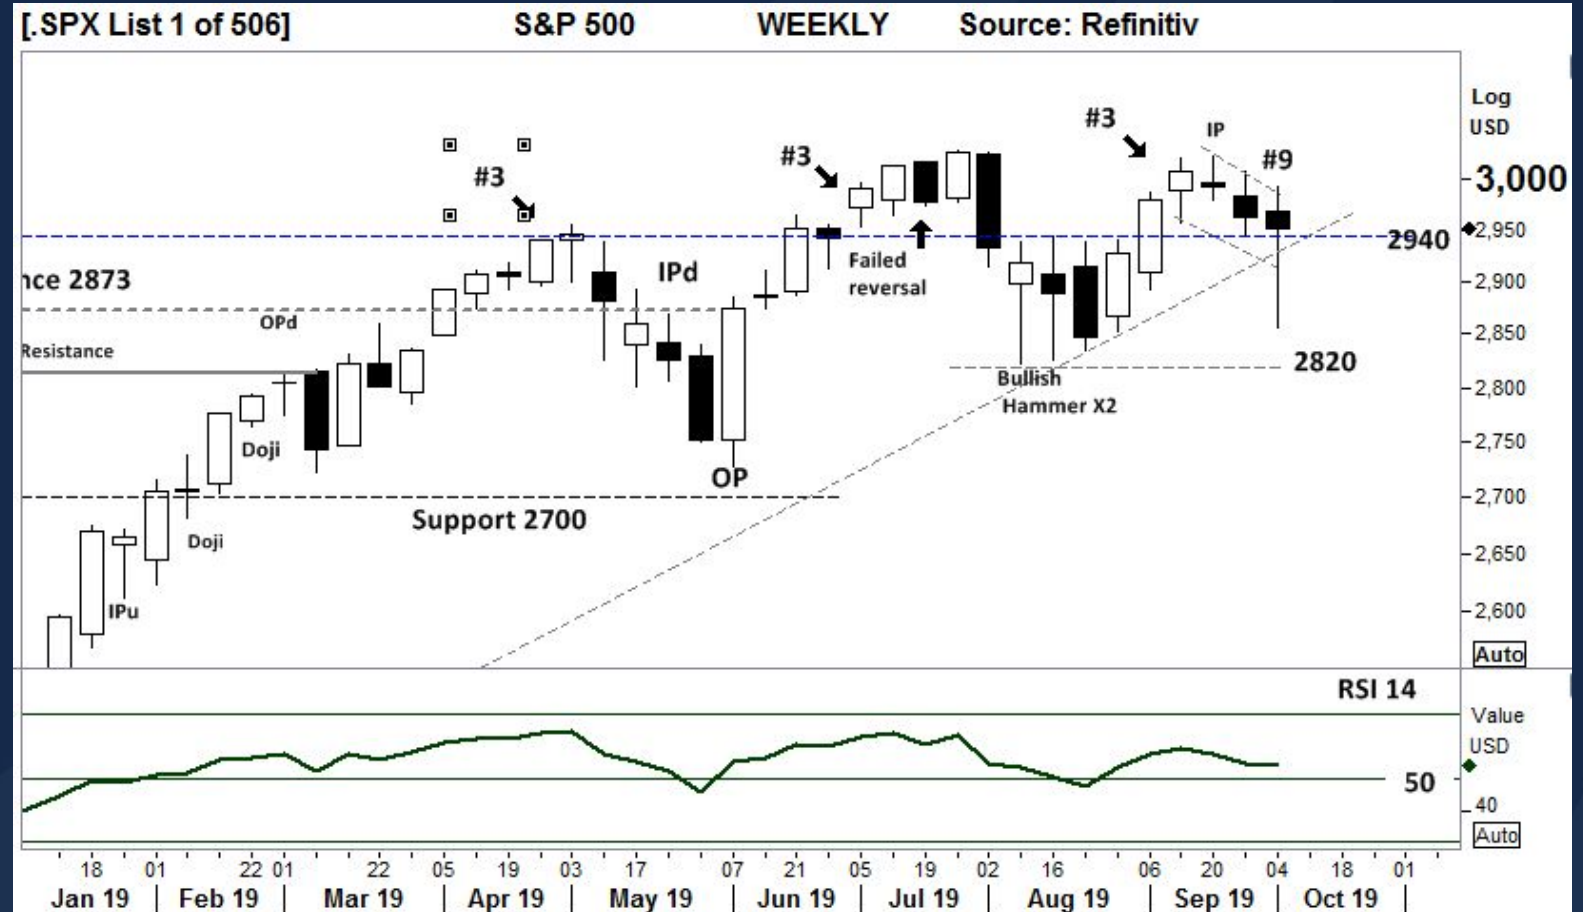 [.SPX List 1 of 506] S&P 500 WEEKLY Source: Refinitiv
Log
USD
#3
IP
#3
#9
#3
3,000
2,950
2940
Failed
reversal
IPd
nce 2873
2,900
OPd
2,850
Resistance
2820
Bullish
Hammer X2
2,800
Doji
2,750
OP
2,700
Support 2700
Doji
2,650
IPu
2,600
Auto
RSI 14
Value
USD
50
40
Auto
18 01 22 01 22 05 19 03 17 07 21 05 19 02 16 06 20 04 18 01
Jan 19 Feb 19 Mar 19 Apr 19 May 19 Jun 19 Jul 19 Aug 19 Sep 19 Oct 19